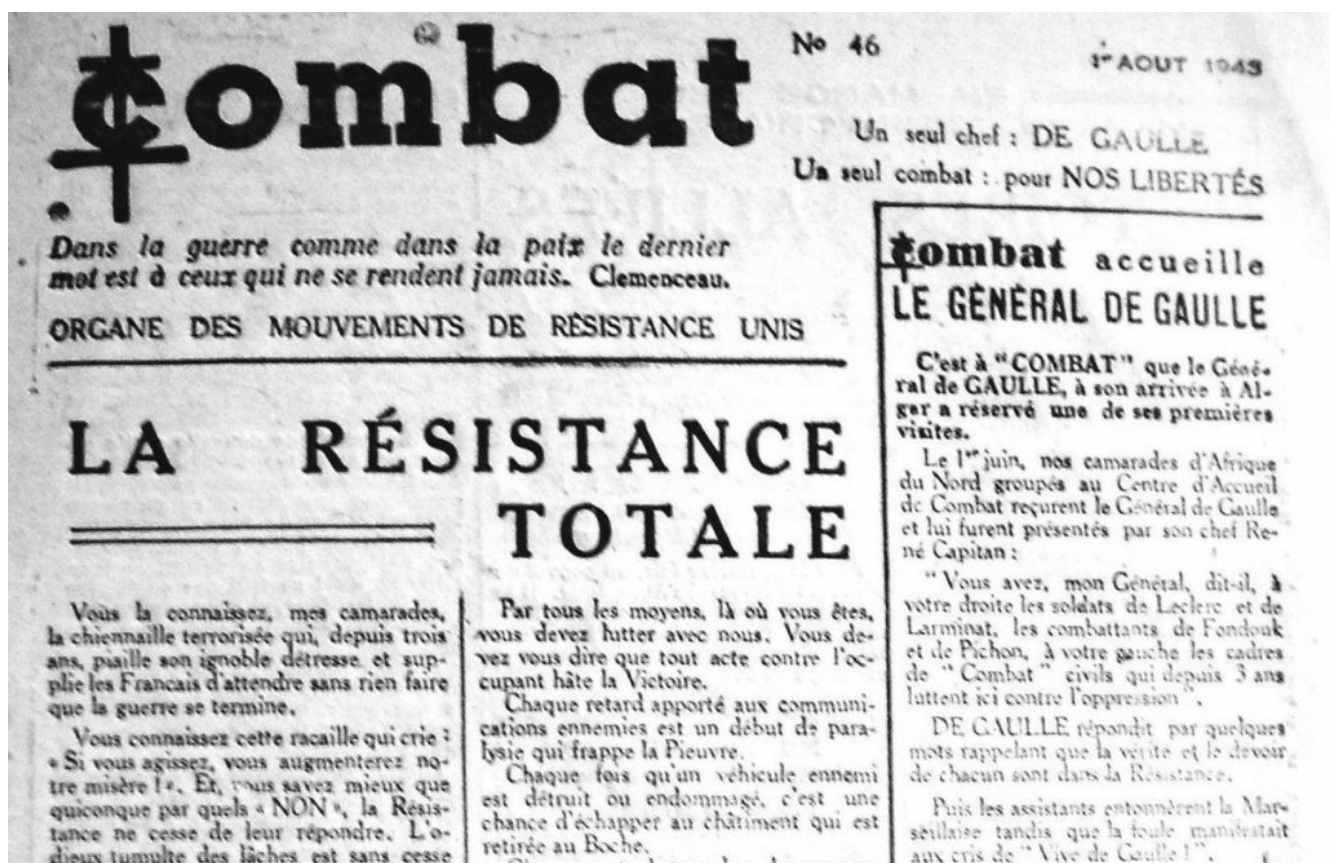 Combat
No 46
1er AOUT 1943
Un seul chef : DE GAULLE
Un seul combat : pour NOS LIBERTÉS
Dans la guerre comme dans la paix le dernier
mot est à ceux qui ne se rendent jamais. Clemenceau.
ORGANE DES MOUVEMENTS DE RÉSISTANCE UNIS
LA RÉSISTANCE
TOTALE
Vous la connaissez, mes camarades,
la chiennaille terrorisée qui, depuis trois
ans, piaille son ignoble détresse et sup-
plie les Francais d'attendre sans rien faire
que la guerre se termine.
Vous connaissez cette racaille qui crie :
« Si vous agissez, vous augmenterez no-
tre misère ! ». Et, vous savez mieux que
quiconque par quels « NON », la Résis-
tance ne cesse de leur répondre. L'o-
dieux tumulte des lâches est sans cesse
Par tous les moyens, là où vous êtes,
vous devez lutter avec nous. Vous de-
vez vous dire que tout acte contre l'oc-
cupant hâte la Victoire.
Chaque retard apporté aux communi-
cations ennemies est un début de para-
lysie qui frappe la Pieuvre.
Chaque fois qu'un véhicule ennemi
est détruit ou endommagé, c'est une
chance d'échapper au châtiment qui est
retirée au Boche.
Combat accueille
LE GÉNÉRAL DE GAULLE
C'est à "COMBAT" que le Géné-
ral de GAULLE, à son arrivée à Al-
ger a réservé une de ses premières
visites.
Le 1er juin, nos camarades d'Afrique
du Nord groupés au Centre d'Accueil
de Combat reçurent le Général de Gaulle
et lui furent présentés par son chef Re-
né Capitan :
"Vous avez, mon Général, dit-il, à
votre droite les soldats de Leclerc et de
Larminat, les combattants de Fondouk
et de Pichon, à votre gauche les cadres
de "Combat" civils qui depuis 3 ans
luttent ici contre l'oppression".
DE GAULLE répondit par quelques
mots rappelant que la vérité et le devoir
de chacun sont dans la Résistance.
Puis les assistants entonnèrent la Mar-
seillaise tandis que la foule manifestait
aux cris de "Vive de Gaulle !".